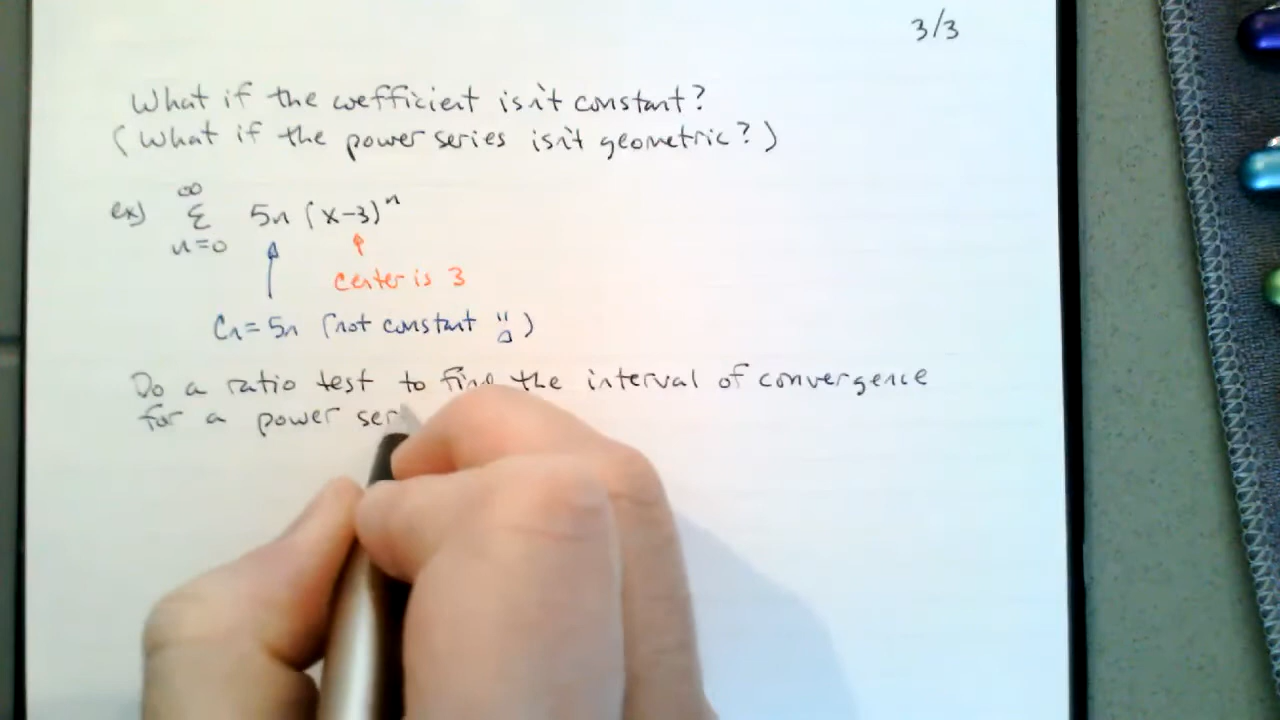 3/3
What if the coefficient isn't constant?
(What if the power series isn't geometric?)
ex) ∞ Σ n=0 5n (x-3)^n
center is 3
Cn = 5n (not constant )
Do a ratio test to find the interval of convergence
for a power ser